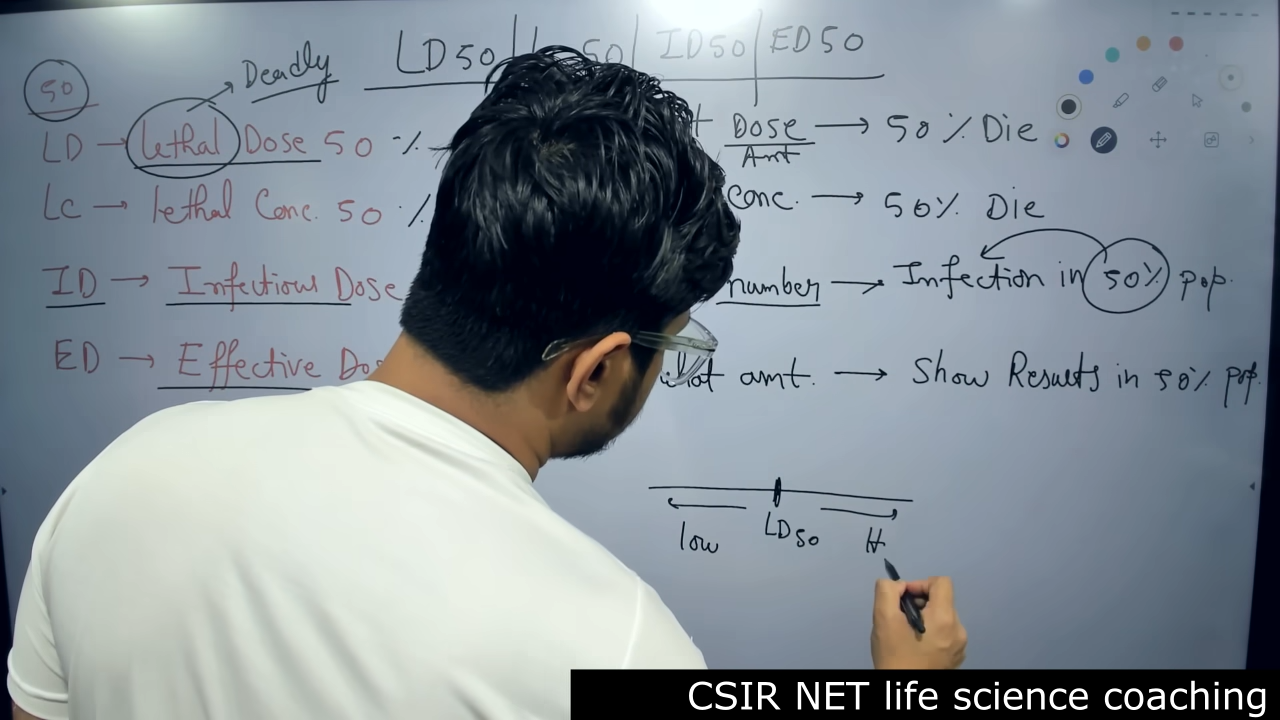 LD50 50 ID50 ED50
50 Deadly
LD → Lethal Dose 50 % Dose → 50 % Die
Amt
LC → Lethal Conc. 50 % Conc. → 50% Die
ID → Infectious Dose number → Infection in 50% pop.
ED → Effective amt. → Show Results in 50% pop.
low LD50 H
CSIR NET life science coaching